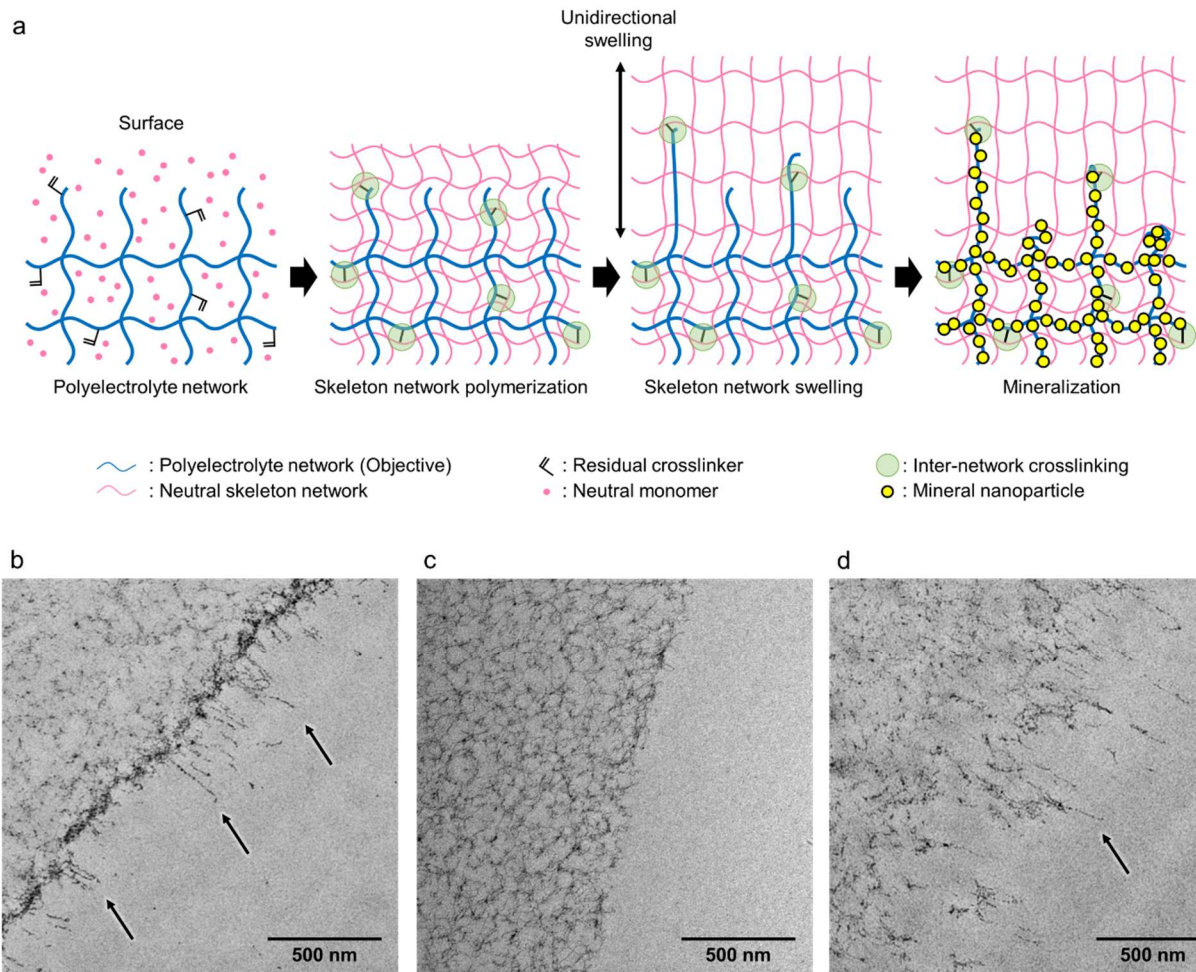 a
Unidirectional
swelling
Surface
Polyelectrolyte network
Skeleton network polymerization
Skeleton network swelling
Mineralization
: Polyelectrolyte network (Objective)
: Residual crosslinker
: Inter-network crosslinking
: Neutral skeleton network
: Neutral monomer
: Mineral nanoparticle
b
c
d
500 nm
500 nm
500 nm